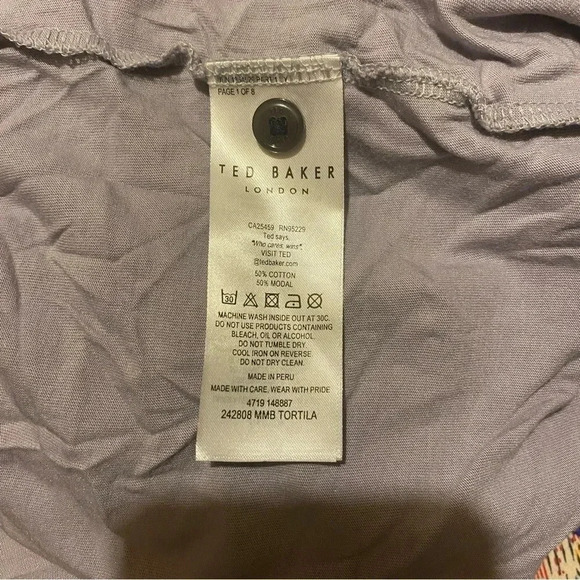 PAGE 1 OF 8
TED BAKER
LONDON
CA25459 RN95229
Ted says,
"Who cares, wins".
VISIT TED
@tedbaker.com
50% COTTON
50% MODAL
30
MACHINE WASH INSIDE OUT AT 30C.
DO NOT USE PRODUCTS CONTAINING
BLEACH, OIL OR ALCOHOL.
DO NOT TUMBLE DRY.
COOL IRON ON REVERSE.
DO NOT DRY CLEAN.
MADE IN PERU
MADE WITH CARE, WEAR WITH PRIDE
4719 148867
242808 MMB TORTILA